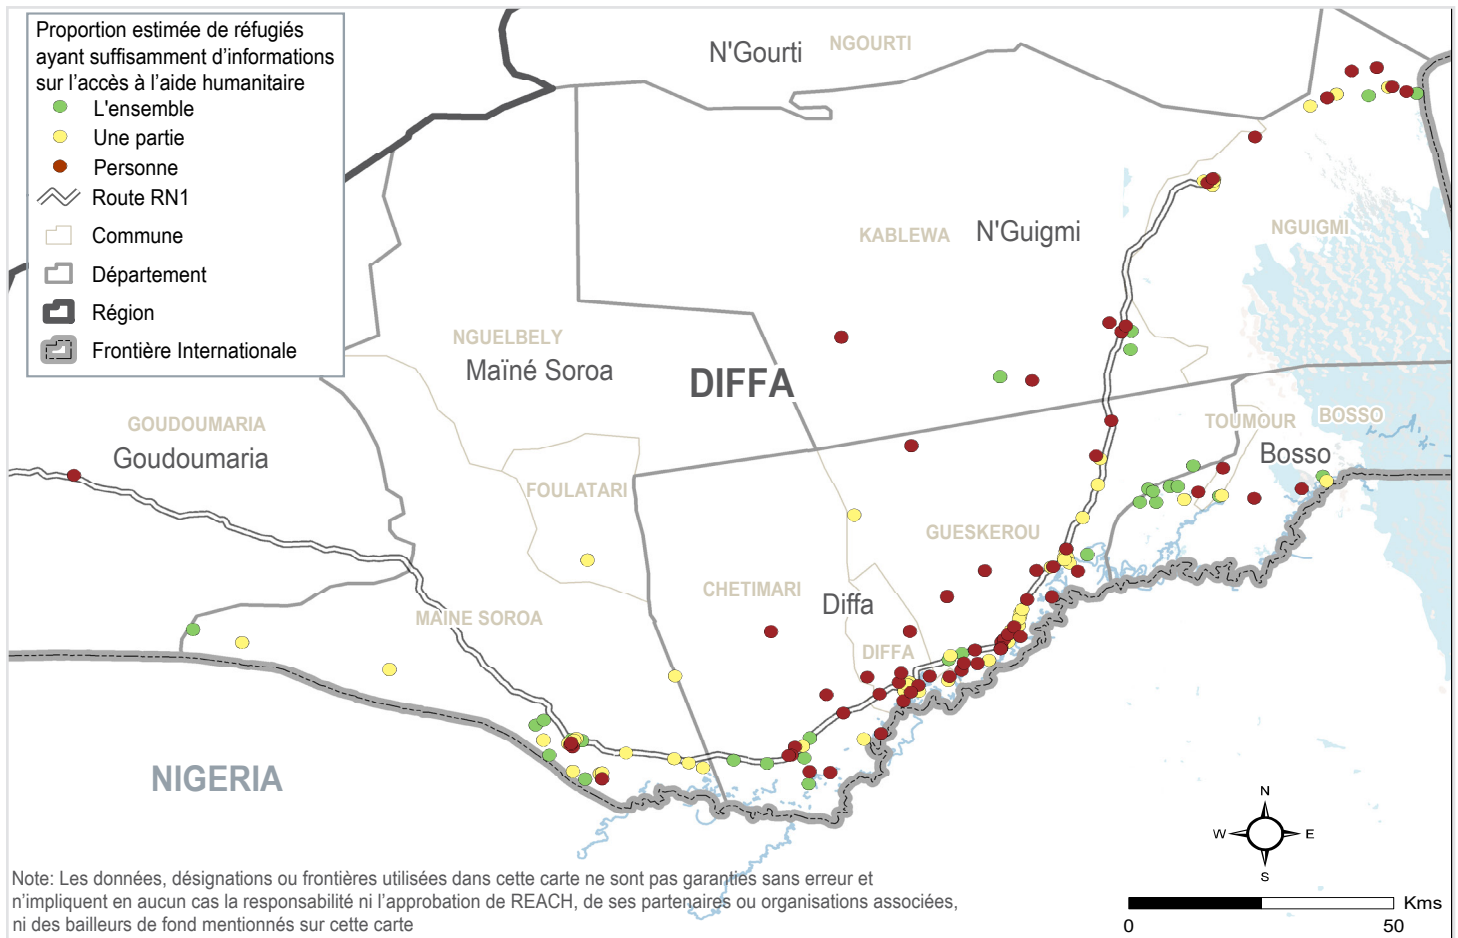 Proportion estimée de réfugiés
ayant suffisamment d'informations
sur l'accès à l'aide humanitaire
L'ensemble
Une partie
Personne
Route RN1
Commune
Département
Région
Frontière Internationale
N'Gourti
NGOURTI
KABLEWA
N'Guigmi
NGUIGMI
NGUELBELY
Maïné Soroa
DIFFA
GOUDOUMARIA
Goudoumaria
TOUMOUR
BOSSO
Bosso
FOULATARI
GUESKEROU
CHETIMARI
Diffa
MAINE SOROA
DIFFA
NIGERIA
N
W
E
S
Note: Les données, désignations ou frontières utilisées dans cette carte ne sont pas garanties sans erreur et
n'impliquent en aucun cas la responsabilité ni l'approbation de REACH, de ses partenaires ou organisations associées,
ni des bailleurs de fond mentionnés sur cette carte
Kms
0
50